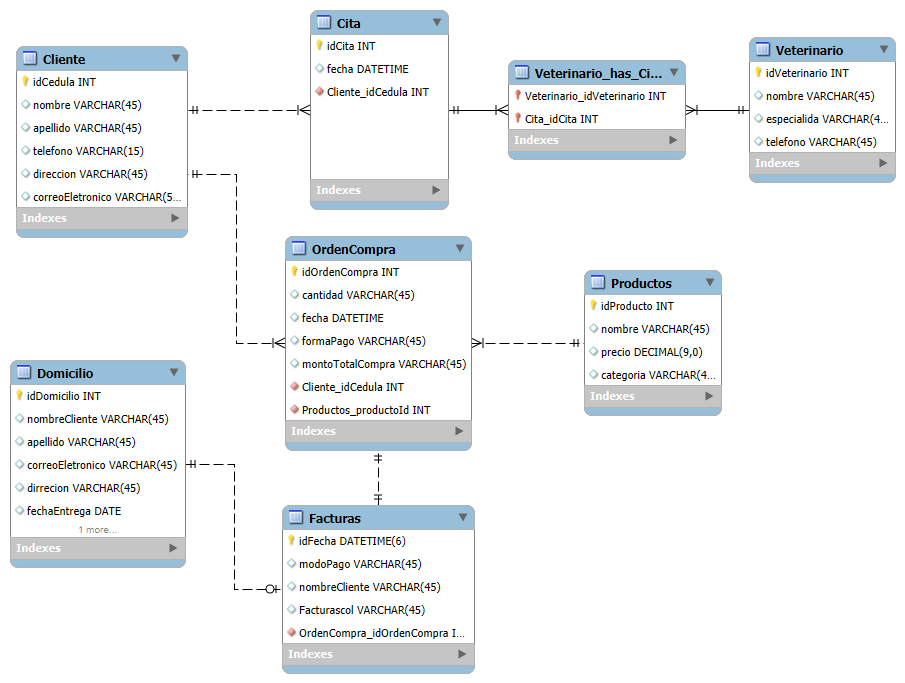 Cliente
idCedula INT
nombre VARCHAR(45)
apellido VARCHAR(45)
telefono VARCHAR(15)
direccion VARCHAR(45)
correoEletronico VARCHAR(5...
Indexes
Cita
idCita INT
fecha DATETIME
Cliente_idCedula INT
Indexes
Veterinario_has_Ci...
Veterinario_idVeterinario INT
Cita_idCita INT
Indexes
Veterinario
idVeterinario INT
nombre VARCHAR(45)
especialida VARCHAR(4...
telefono VARCHAR(45)
Indexes
OrdenCompra
idOrdenCompra INT
cantidad VARCHAR(45)
fecha DATETIME
formaPago VARCHAR(45)
montoTotalCompra VARCHAR(45)
Cliente_idCedula INT
Productos_productoId INT
Indexes
Productos
idProducto INT
nombre VARCHAR(45)
precio DECIMAL(9,0)
categoria VARCHAR(4...
Indexes
Domicilio
idDomicilio INT
nombreCliente VARCHAR(45)
apellido VARCHAR(45)
correoEletronico VARCHAR(45)
dirrecion VARCHAR(45)
fechaEntrega DATE
1 more...
Indexes
Facturas
idFecha DATETIME(6)
modoPago VARCHAR(45)
nombreCliente VARCHAR(45)
Facturascol VARCHAR(45)
OrdenCompra_idOrdenCompra I...
Indexes